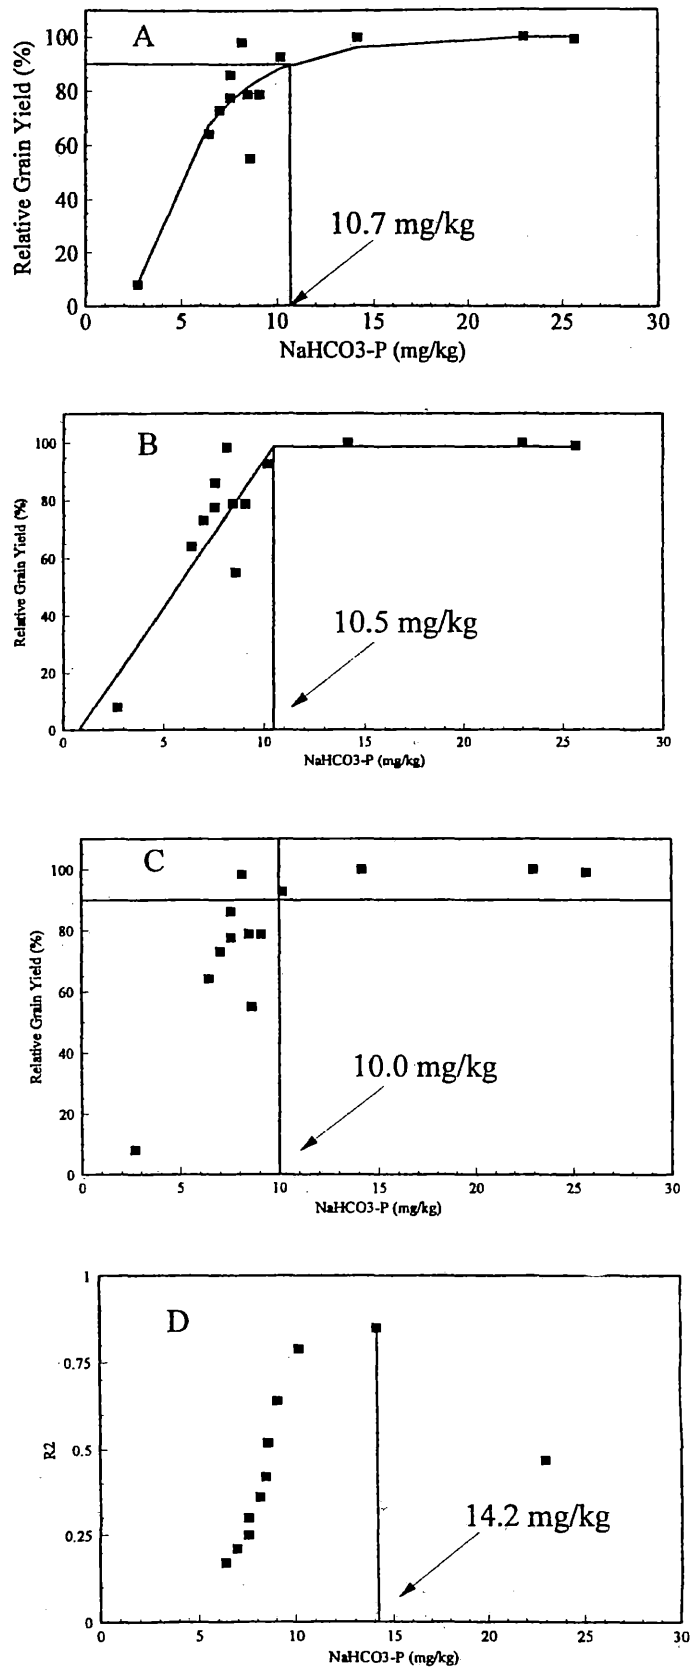 A
100
80
60
40
20
0
Relative Grain Yield (%)
10.7 mg/kg
0 5 10 15 20 25 30
NaHCO3-P (mg/kg)
B
100
80
60
40
20
0
Relative Grain Yield (%)
10.5 mg/kg
0 5 10 15 20 25 30
NaHCO3-P (mg/kg)
C
100
80
60
40
20
0
Relative Grain Yield (%)
10.0 mg/kg
0 5 10 15 20 25 30
NaHCO3-P (mg/kg)
D
1
0.75
0.5
0.25
0
R2
14.2 mg/kg
0 5 10 15 20 25 30
NaHCO3-P (mg/kg)